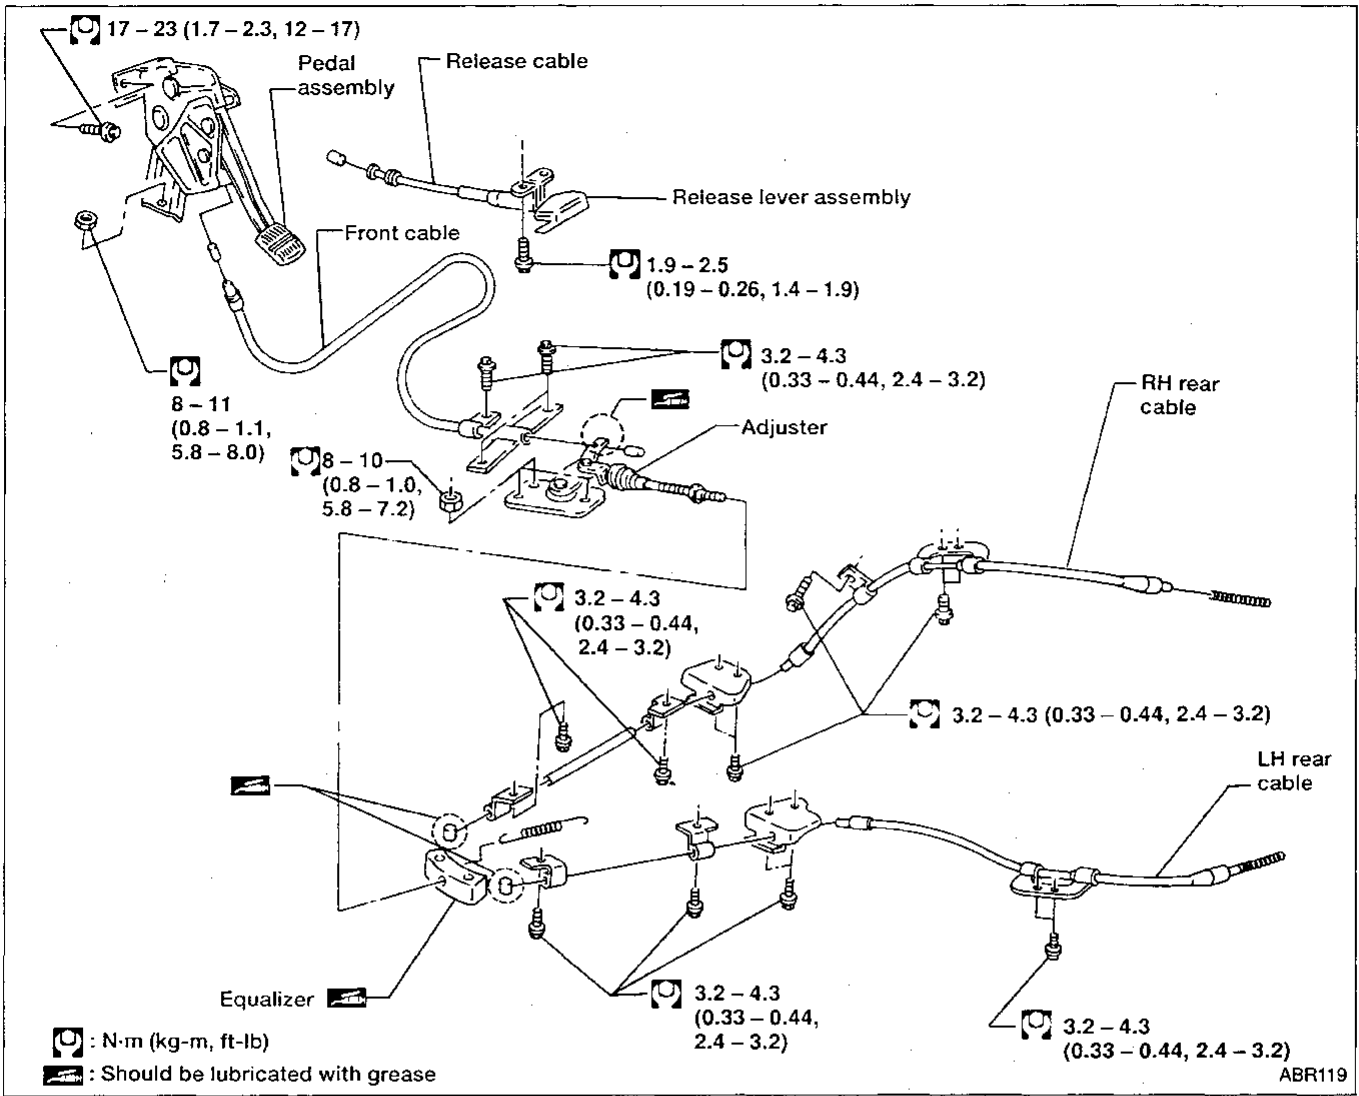 17 – 23 (1.7 – 2.3, 12 – 17)
Pedal
assembly
Release cable
Release lever assembly
Front cable
1.9 – 2.5
(0.19 – 0.26, 1.4 – 1.9)
3.2 – 4.3
(0.33 – 0.44, 2.4 – 3.2)
RH rear
cable
8 – 11
(0.8 – 1.1,
5.8 – 8.0)
Adjuster
8 – 10
(0.8 – 1.0,
5.8 – 7.2)
3.2 – 4.3
(0.33 – 0.44,
2.4 – 3.2)
3.2 – 4.3 (0.33 – 0.44, 2.4 – 3.2)
LH rear
cable
Equalizer
3.2 – 4.3
(0.33 – 0.44,
2.4 – 3.2)
3.2 – 4.3
(0.33 – 0.44, 2.4 – 3.2)
: N·m (kg-m, ft-lb)
: Should be lubricated with grease
ABR119